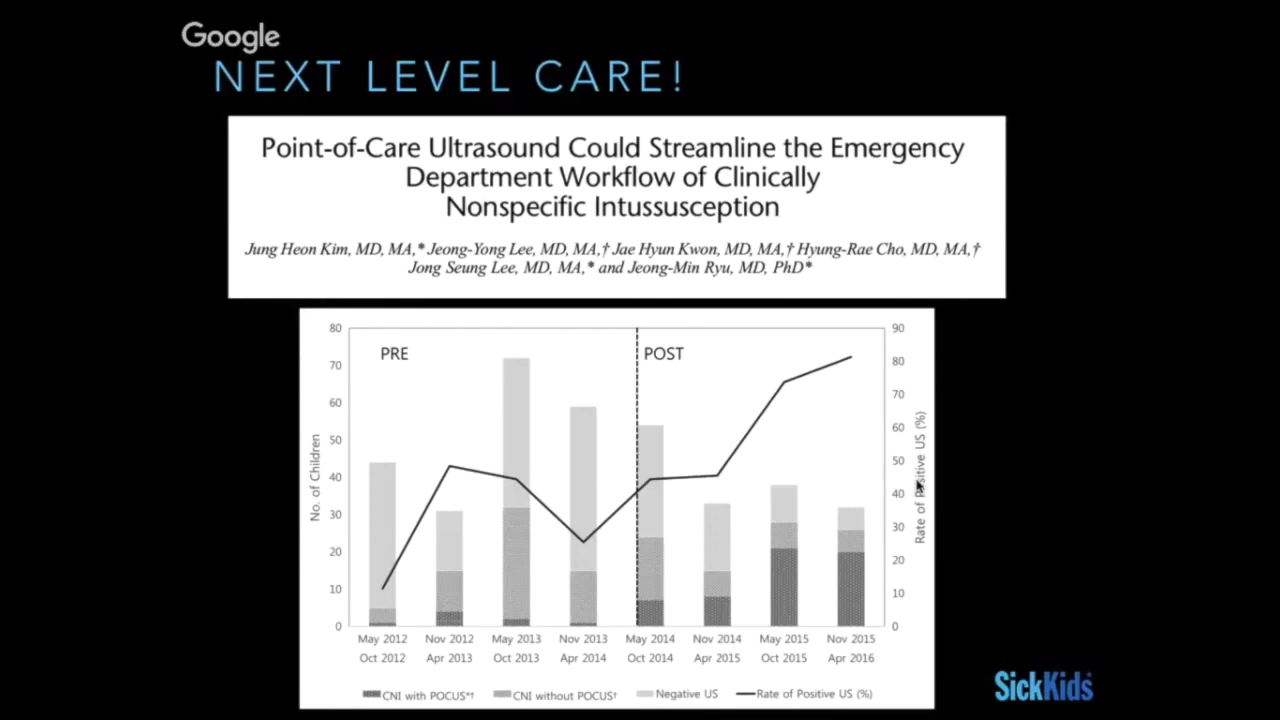 Google
NEXT LEVEL CARE!
Point-of-Care Ultrasound Could Streamline the Emergency
Department Workflow of Clinically
Nonspecific Intussusception
Jung Heon Kim, MD, MA,* Jeong-Yong Lee, MD, MA,† Jae Hyun Kwon, MD, MA,† Hyung-Rae Cho, MD, MA,†
Jong Seung Lee, MD, MA,* and Jeong-Min Ryu, MD, PhD*
PRE
POST
No. of Children
80
70
60
50
40
30
20
10
0
90
80
70
60
50
40
30
20
10
0
Rate of Positive US (%)
May 2012 Nov 2012 May 2013 Nov 2013 May 2014 Nov 2014 May 2015 Nov 2015
Oct 2012 Apr 2013 Oct 2013 Apr 2014 Oct 2014 Apr 2015 Oct 2015 Apr 2016
CNI with POCUS*† CNI without POCUS† Negative US Rate of Positive US (%)
SickKids